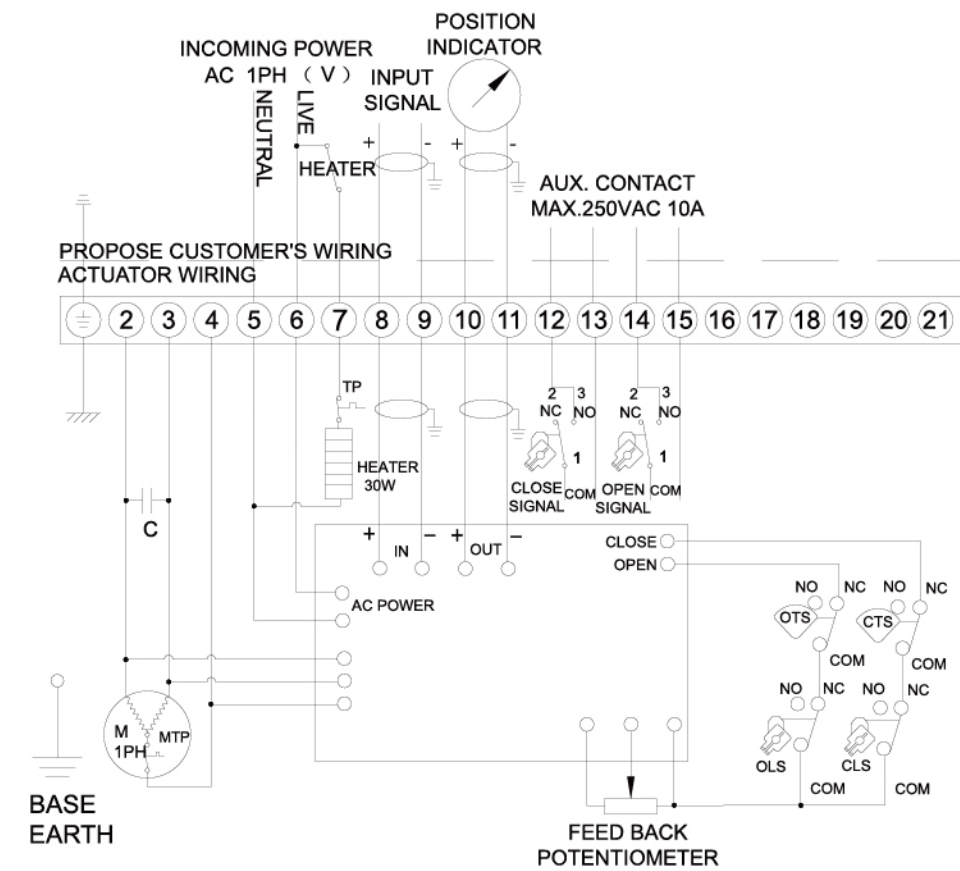 POSITION
INDICATOR
INCOMING POWER
AC 1PH ( V )
INPUT
SIGNAL
NEUTRAL
LIVE
+ - + -
HEATER
AUX. CONTACT
MAX.250VAC 10A
PROPOSE CUSTOMER'S WIRING
ACTUATOR WIRING
2 3 4 5 6 7 8 9 10 11 12 13 14 15 16 17 18 19 20 21
TP
2 3 2 3
NC NO NC NO
1 1
HEATER
30W
CLOSE
SIGNAL
COM
OPEN
SIGNAL
COM
C
+ − + −
IN OUT
CLOSE
OPEN
AC POWER
NO NC NO NC
OTS CTS
COM COM
NO NC NO NC
M
1PH
MTP
OLS CLS
COM COM
BASE
EARTH
FEED BACK
POTENTIOMETER